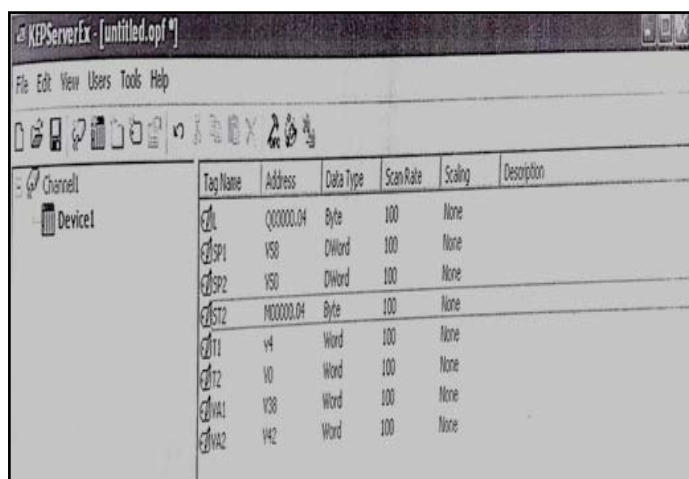 KEPServerEx - [untitled.opf *]
File Edit View Users Tools Help
Channel1
Device1
Tag Name Address Data Type Scan Rate Scaling Description
L Q00000.04 Byte 100 None
SP1 V58 DWord 100 None
SP2 V50 DWord 100 None
ST2 M00000.04 Byte 100 None
T1 v4 Word 100 None
T2 V0 Word 100 None
VA1 V38 Word 100 None
VA2 V42 Word 100 None